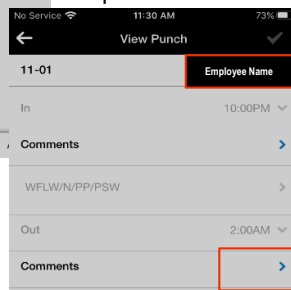 No Service 11:30 AM 73%
View Punch
11-01 Employee Name
In 10:00PM
Comments
WFLW/N/PP/PSW
Out 2:00AM
Comments